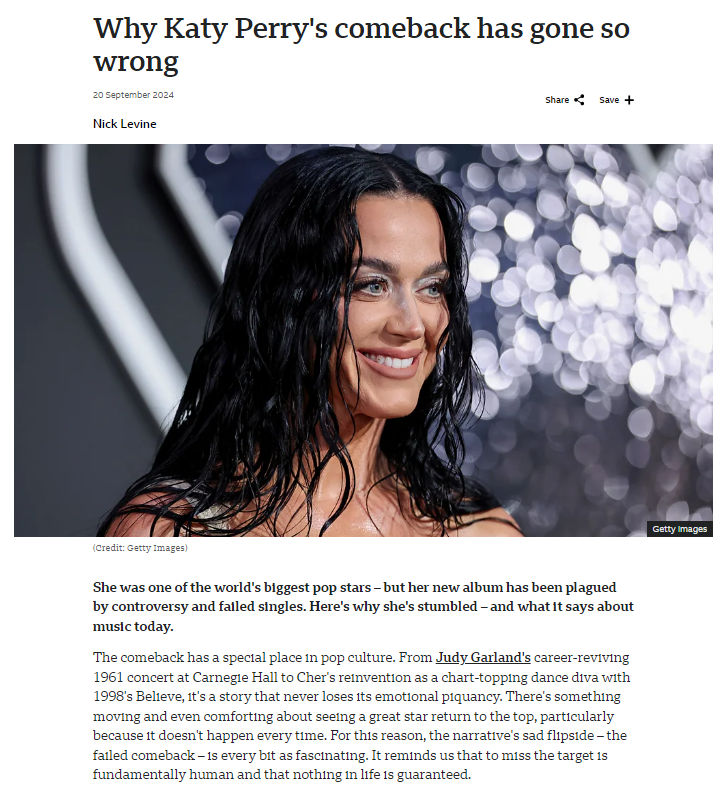 Why Katy Perry's comeback has gone so
wrong
20 September 2024
Share
Save
Nick Levine
Getty Images
(Credit: Getty Images)
She was one of the world's biggest pop stars – but her new album has been plagued
by controversy and failed singles. Here's why she's stumbled – and what it says about
music today.
The comeback has a special place in pop culture. From Judy Garland's career-reviving
1961 concert at Carnegie Hall to Cher's reinvention as a chart-topping dance diva with
1998's Believe, it's a story that never loses its emotional piquancy. There's something
moving and even comforting about seeing a great star return to the top, particularly
because it doesn't happen every time. For this reason, the narrative's sad flipside – the
failed comeback – is every bit as fascinating. It reminds us that to miss the target is
fundamentally human and that nothing in life is guaranteed.